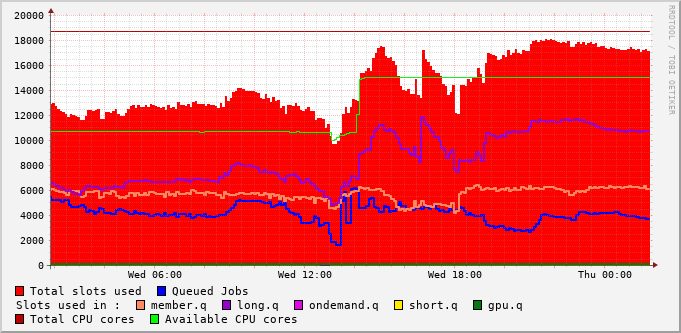 20000
18000
16000
14000
12000
10000
8000
6000
4000
2000
0
Wed 06:00 Wed 12:00 Wed 18:00 Thu 00:00
RRDTOOL / TOBI OETIKER
Total slots used Queued Jobs
Slots used in : member.q long.q ondemand.q short.q gpu.q
Total CPU cores Available CPU cores